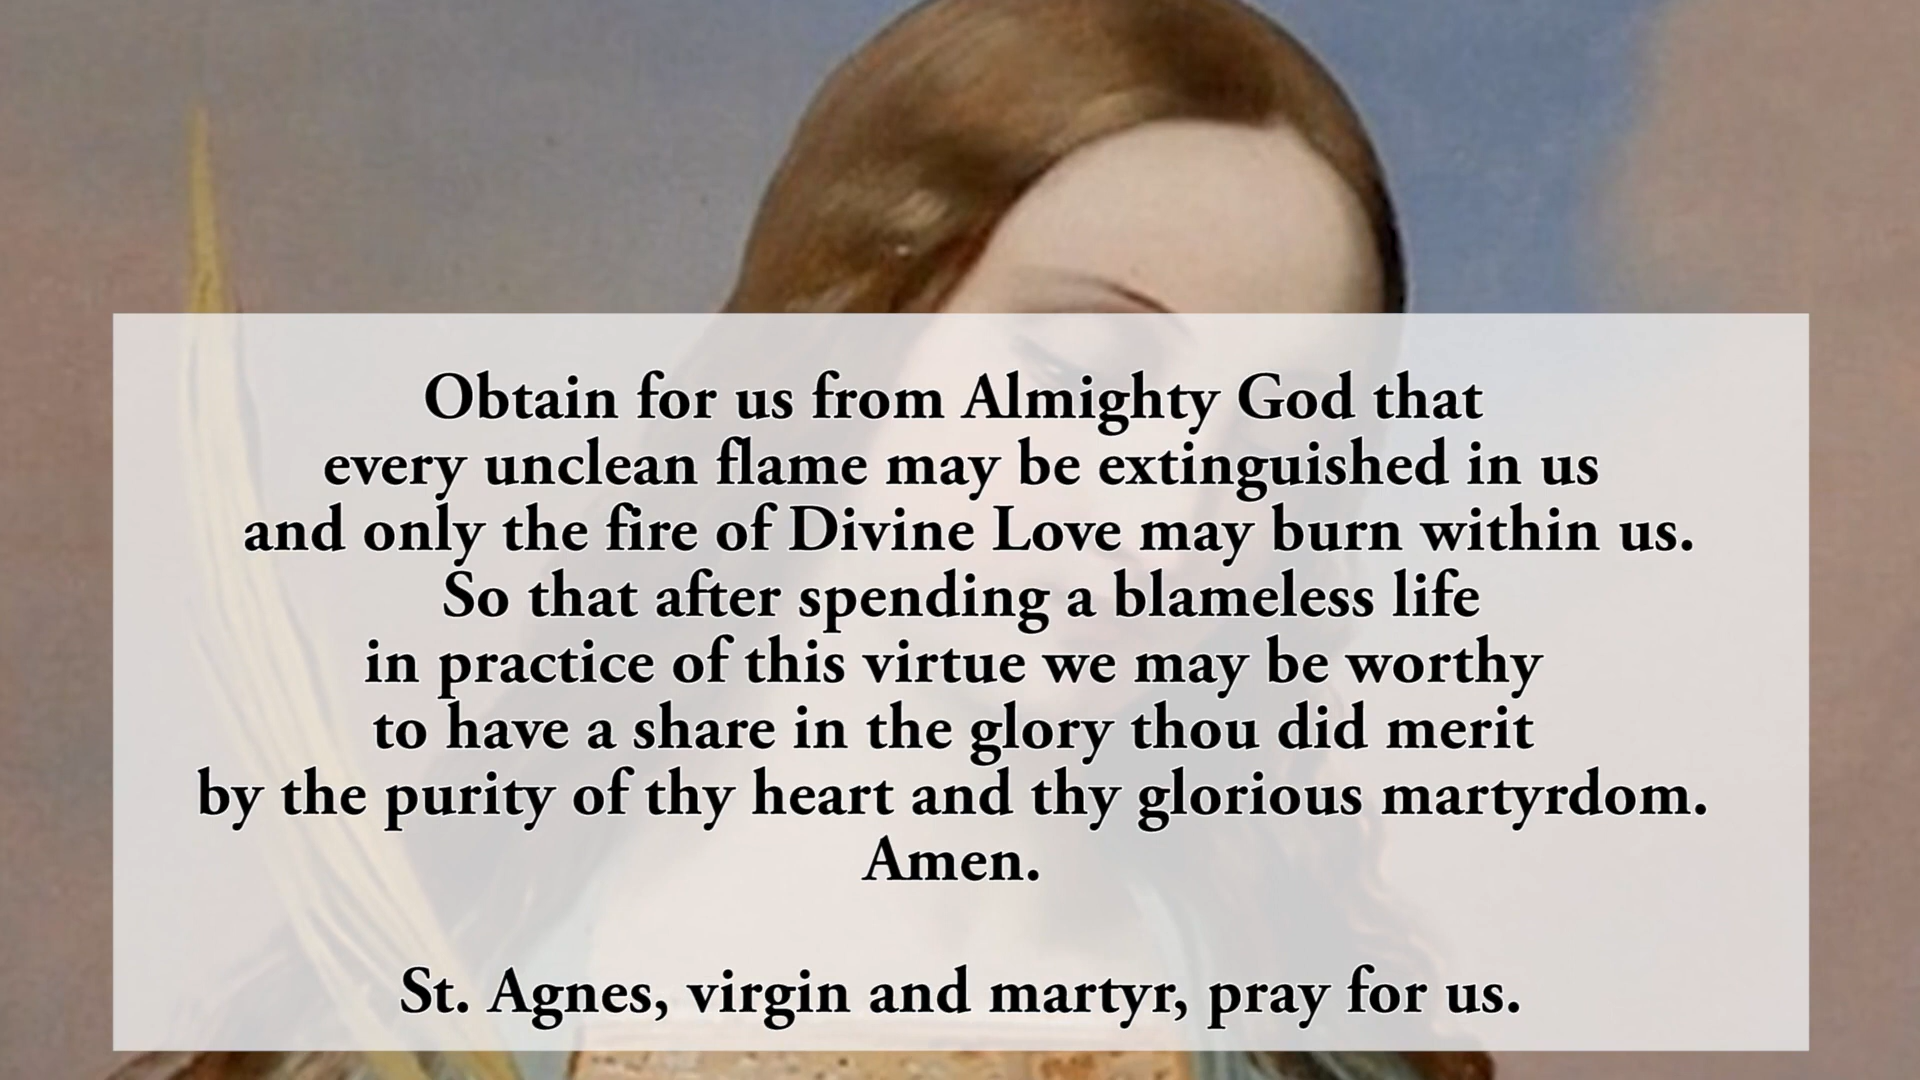 Obtain for us from Almighty God that
every unclean flame may be extinguished in us
and only the fire of Divine Love may burn within us.
So that after spending a blameless life
in practice of this virtue we may be worthy
to have a share in the glory thou did merit
by the purity of thy heart and thy glorious martyrdom.
Amen.
St. Agnes, virgin and martyr, pray for us.